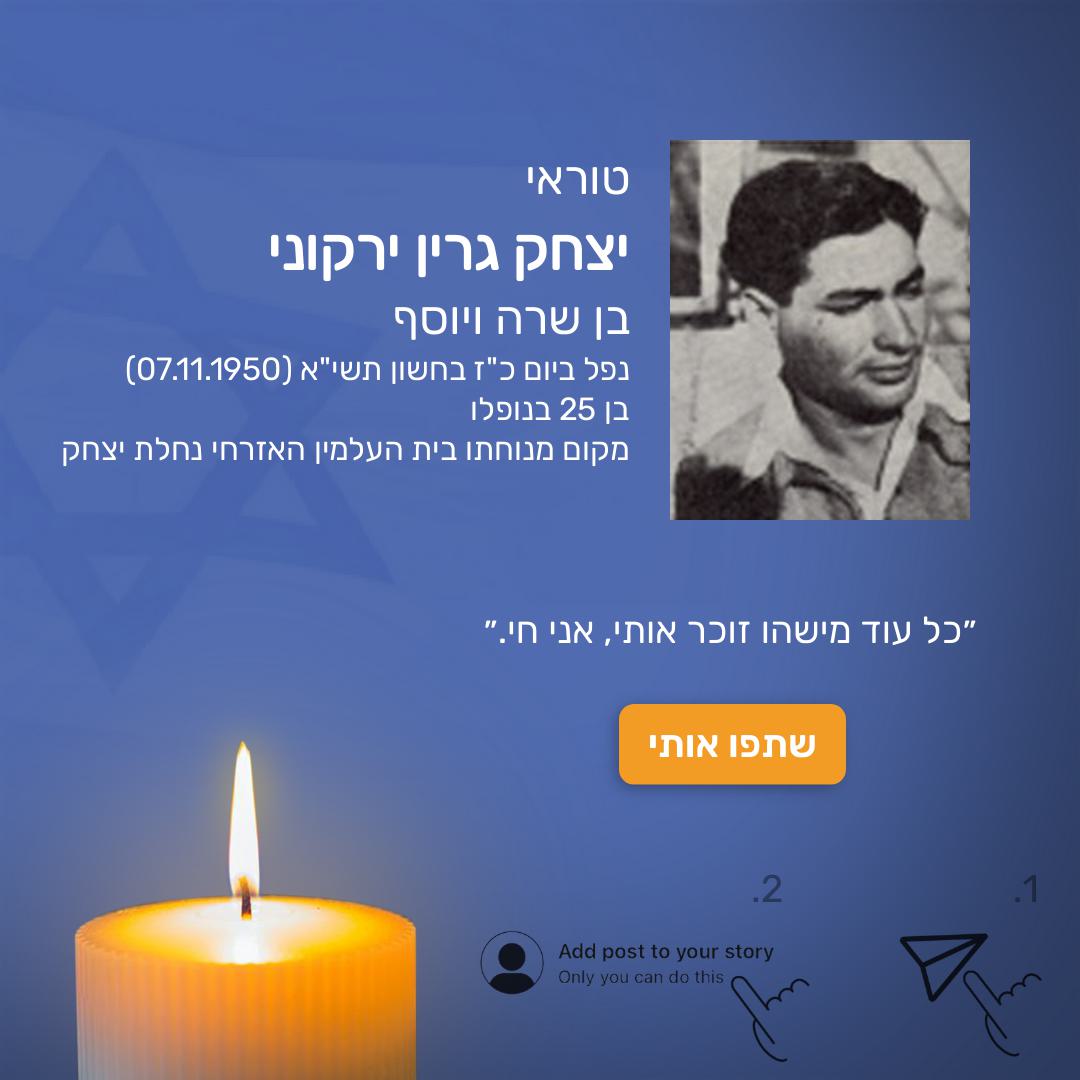 טוראי
יצחק גרין ירקוני
בן שרה ויוסף
נפל ביום כ"ז בחשון תשי"א (07.11.1950)
בן 25 בנופלו
מקום מנוחתו בית העלמין האזרחי נחלת יצחק
״כל עוד מישהו זוכר אותי, אני חי.״
שתפו אותי
1.
2.
Add post to your story
Only you can do this